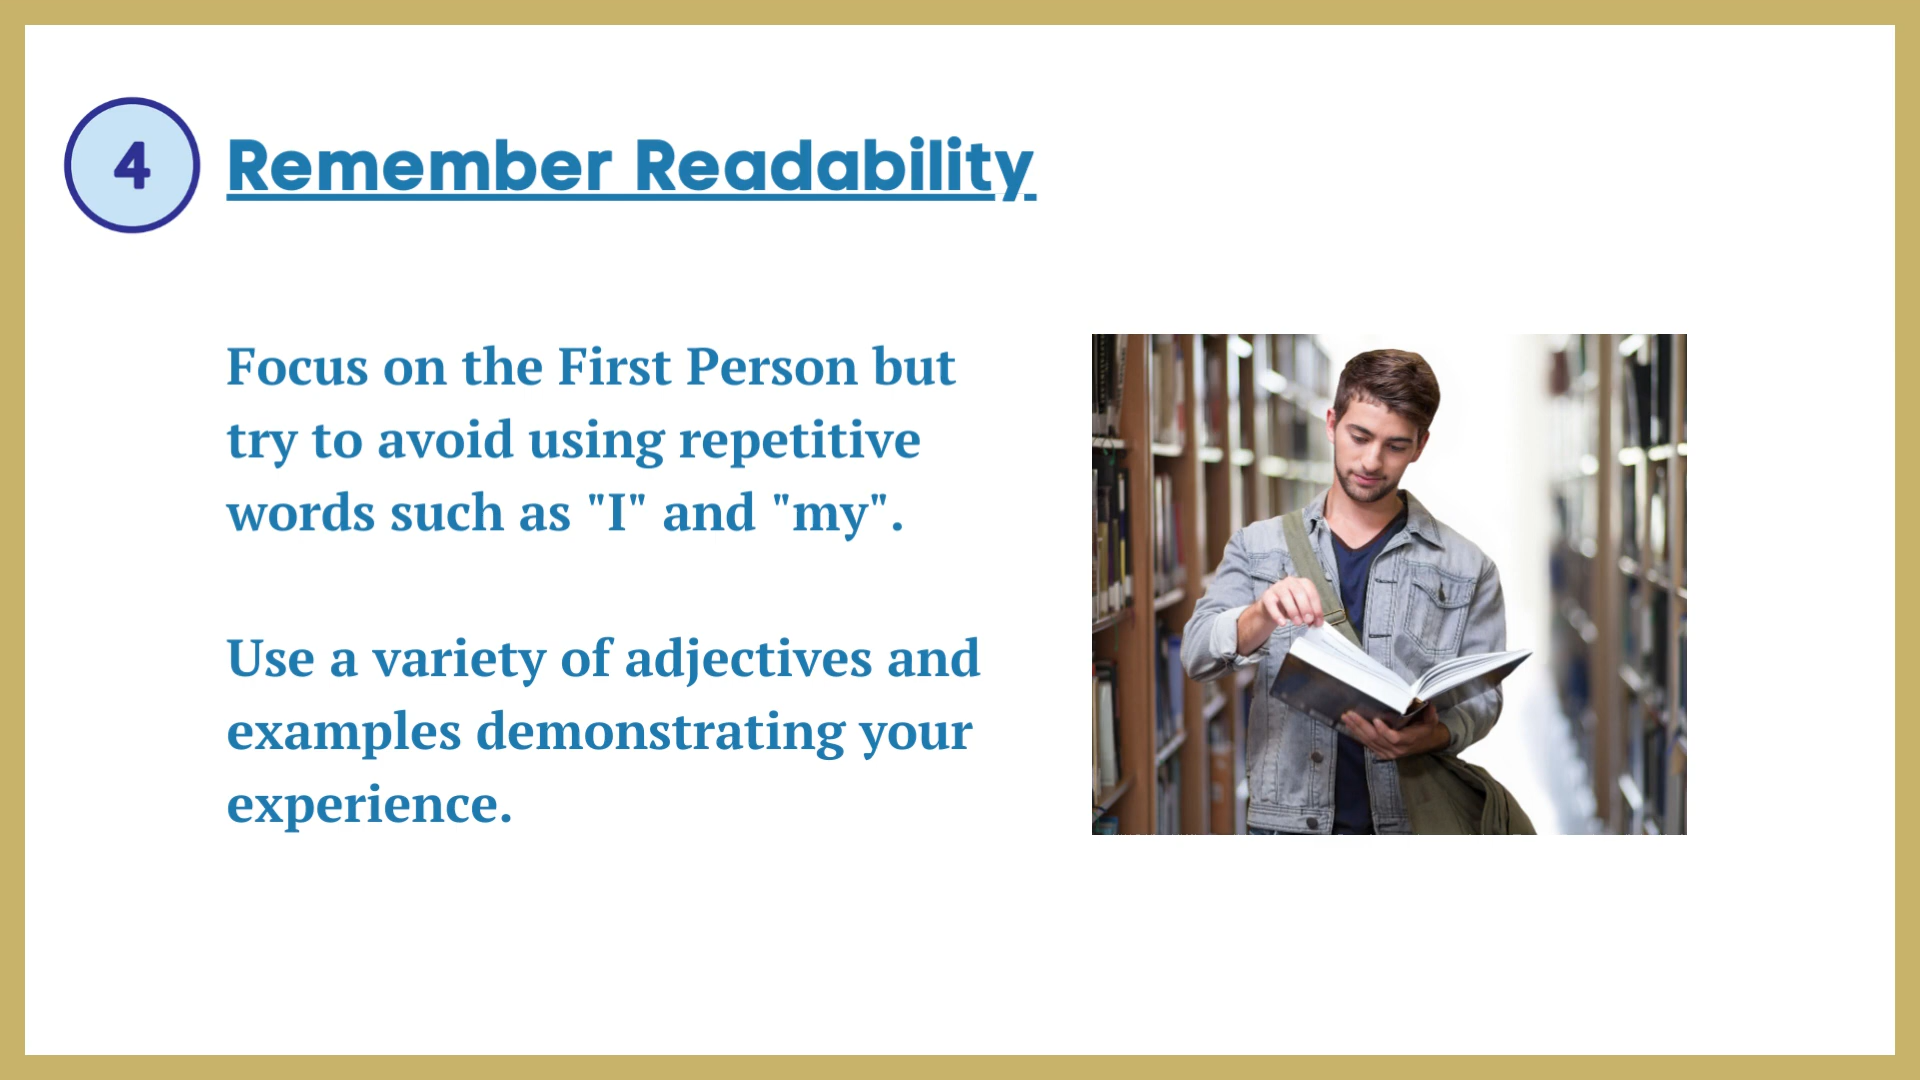 4
Remember Readability
Focus on the First Person but
try to avoid using repetitive
words such as "I" and "my".
Use a variety of adjectives and
examples demonstrating your
experience.